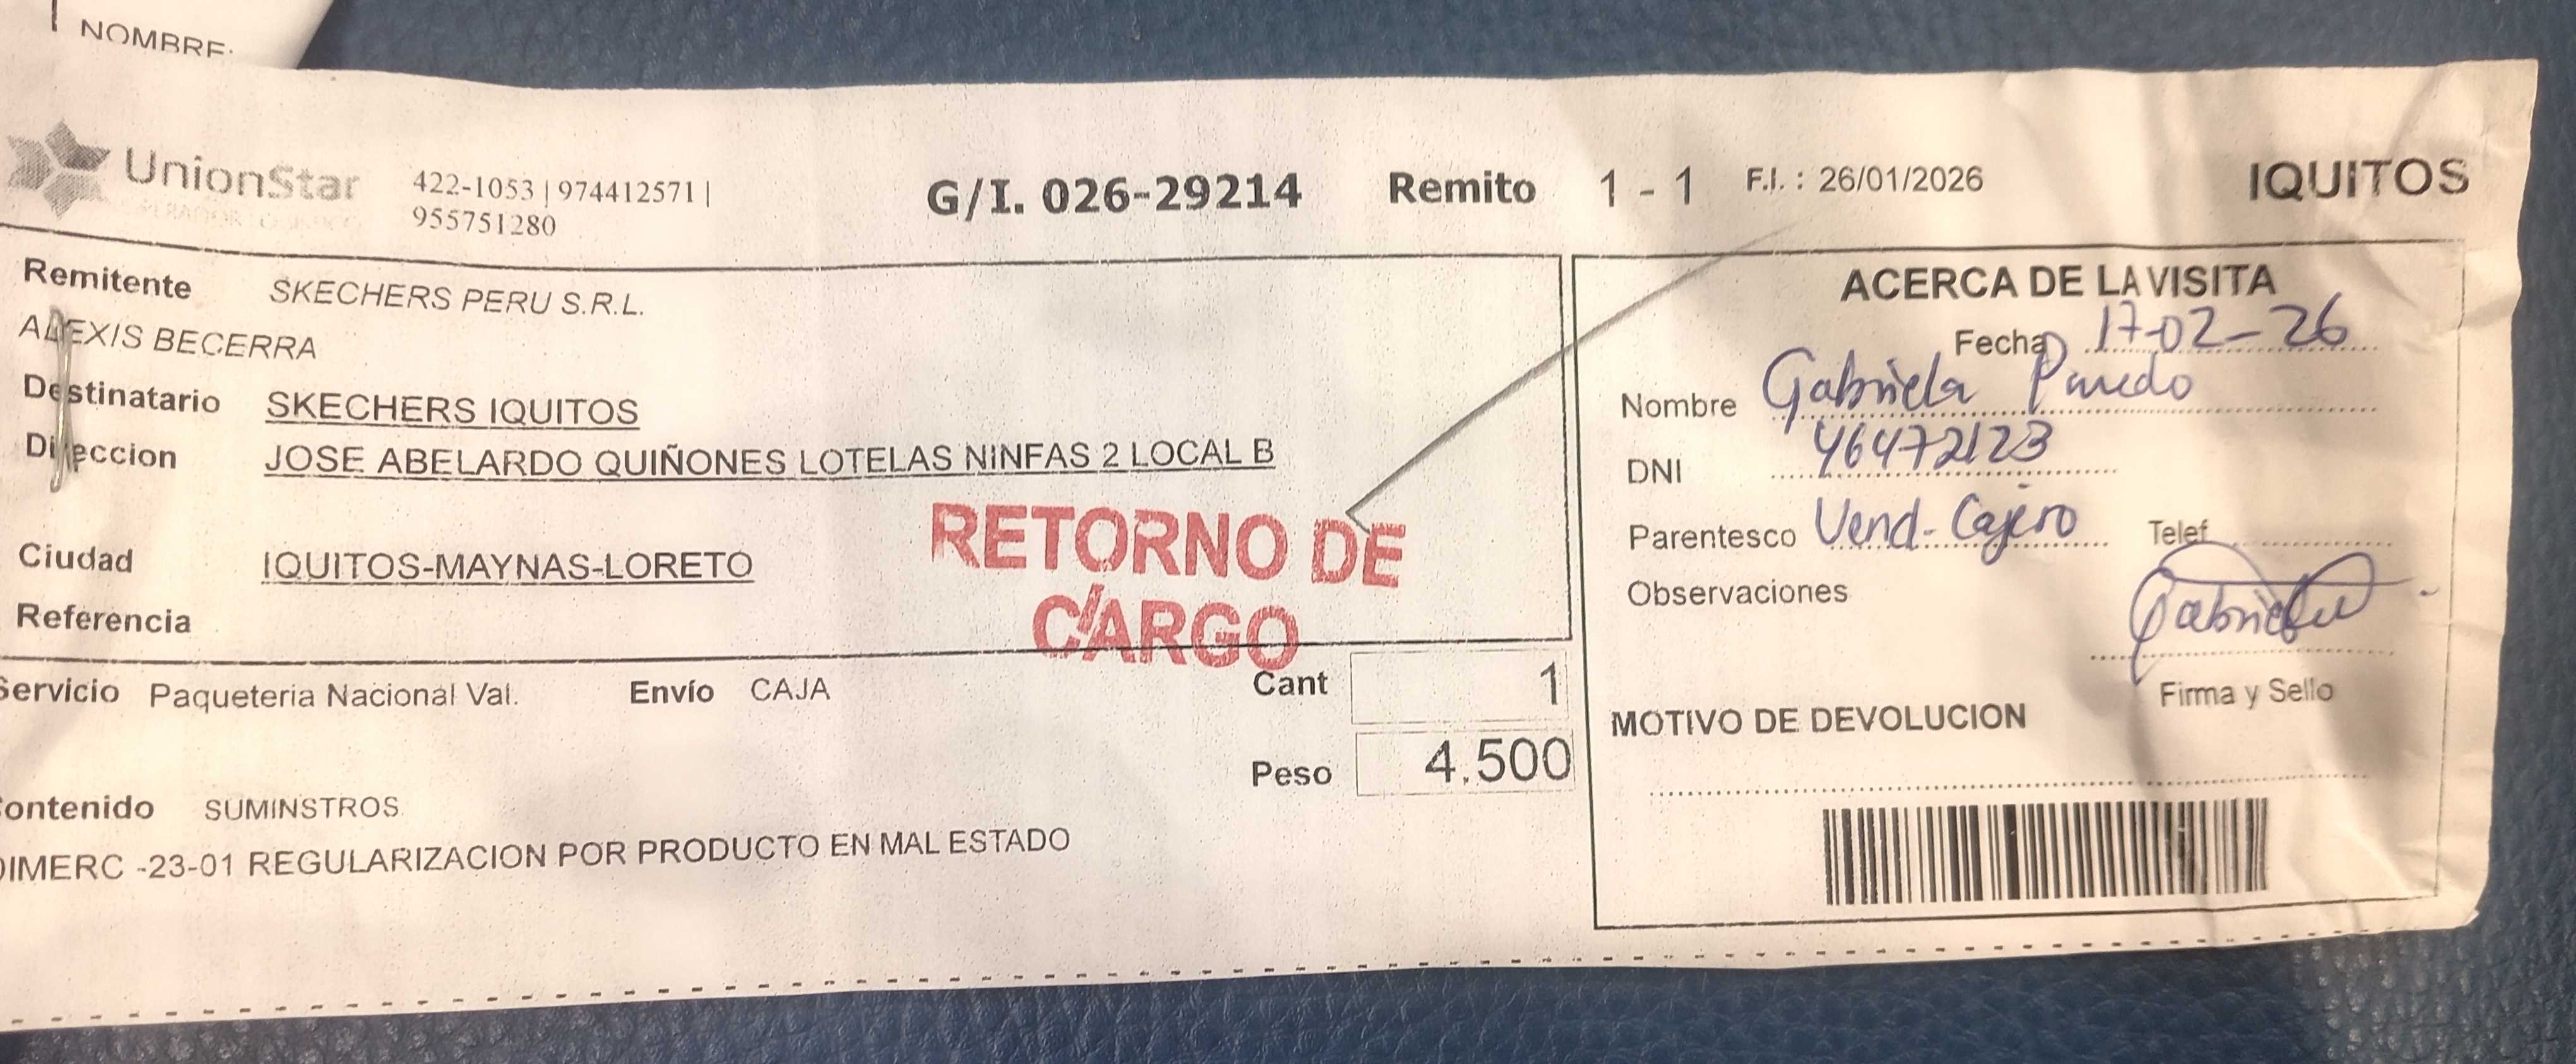 NOMBRE:
UnionStar
422-1053 | 974412571 |
955751280
G/I. 026-29214 Remito 1 - 1 F.I. : 26/01/2026 IQUITOS
Remitente SKECHERS PERU S.R.L.
ALEXIS BECERRA
Destinatario SKECHERS IQUITOS
Direccion JOSE ABELARDO QUIÑONES LOTELAS NINFAS 2 LOCAL B
Ciudad IQUITOS-MAYNAS-LORETO
Referencia
RETORNO DE
CARGO
Servicio Paqueteria Nacional Val. Envío CAJA
Cant 1
Peso 4.500
Contenido SUMINSTROS
DIMERC -23-01 REGULARIZACION POR PRODUCTO EN MAL ESTADO
ACERCA DE LA VISITA
Fecha 17-02-26
Nombre Gabriela
DNI 46472123
Parentesco Vend-Cajero Telef
Observaciones
Gabriela
Firma y Sello
MOTIVO DE DEVOLUCION